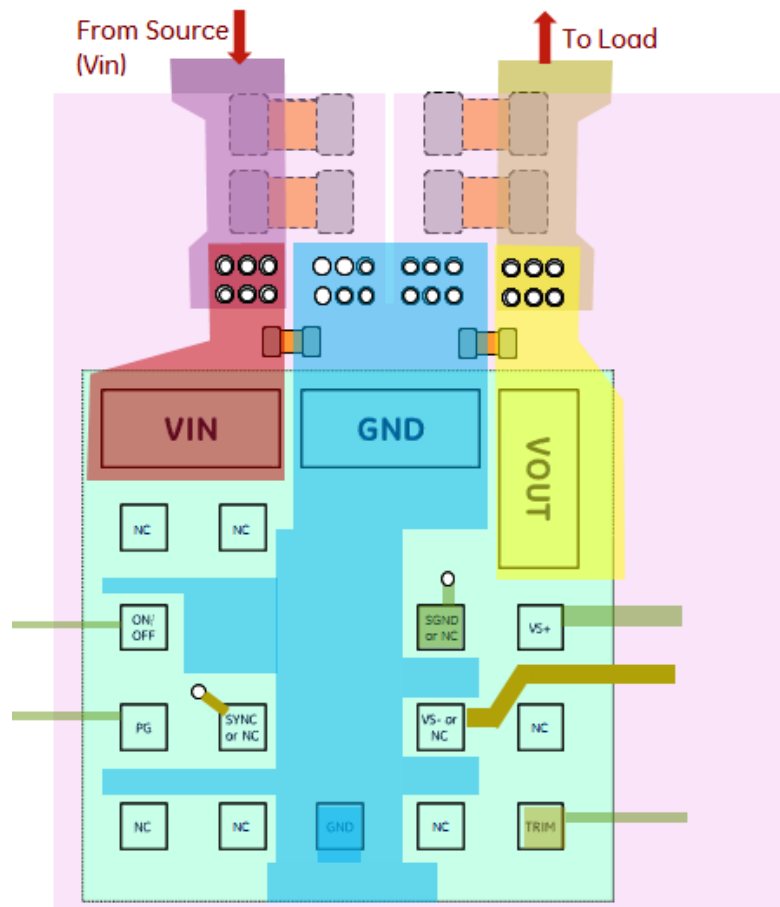 From Source
(Vin)
To Load
VIN
GND
VOUT
NC
NC
ON/
OFF
SGND
or NC
VS+
PG
SYNC
or NC
VS- or
NC
NC
NC
NC
GND
NC
TRIM